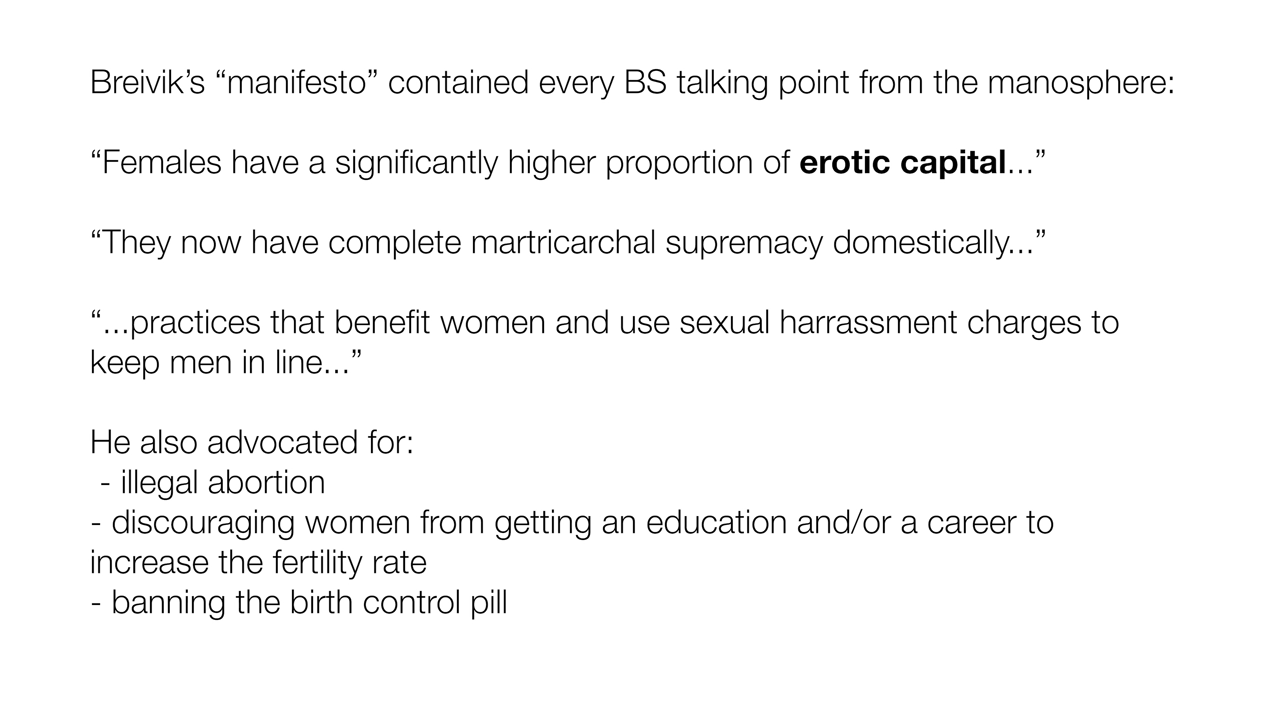 Breivik’s “manifesto” contained every BS talking point from the manosphere:
“Females have a significantly higher proportion of erotic capital...”
“They now have complete martricarchal supremacy domestically...”
“...practices that benefit women and use sexual harrassment charges to
keep men in line...”
He also advocated for:
- illegal abortion
- discouraging women from getting an education and/or a career to
increase the fertility rate
- banning the birth control pill